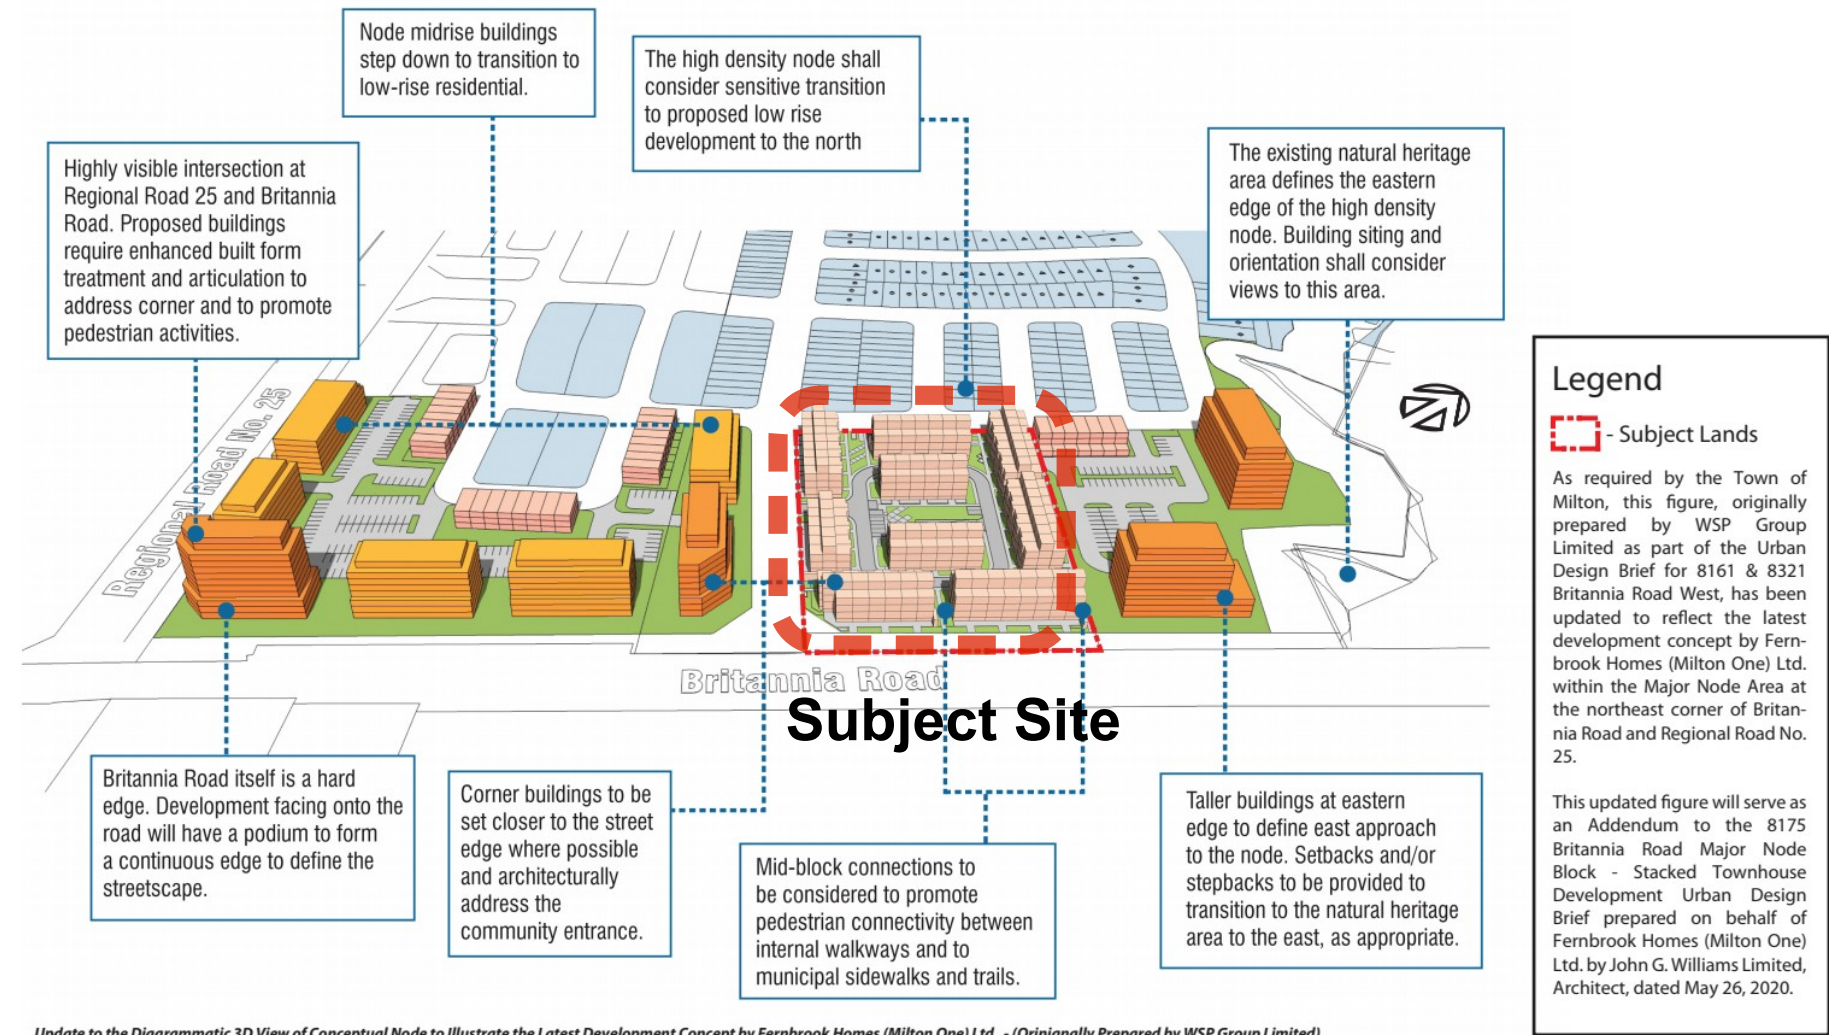 Node midrise buildings
step down to transition to
low-rise residential.
The high density node shall
consider sensitive transition
to proposed low rise
development to the north
Highly visible intersection at
Regional Road 25 and Britannia
Road. Proposed buildings
require enhanced built form
treatment and articulation to
address corner and to promote
pedestrian activities.
The existing natural heritage
area defines the eastern
edge of the high density
node. Building siting and
orientation shall consider
views to this area.
Regional Road No. 25
Britannia Road
Subject Site
Britannia Road itself is a hard
edge. Development facing onto the
road will have a podium to form
a continuous edge to define the
streetscape.
Corner buildings to be
set closer to the street
edge where possible
and architecturally
address the
community entrance.
Mid-block connections to
be considered to promote
pedestrian connectivity between
internal walkways and to
municipal sidewalks and trails.
Taller buildings at eastern
edge to define east approach
to the node. Setbacks and/or
stepbacks to be provided to
transition to the natural heritage
area to the east, as appropriate.
Legend
- Subject Lands
As required by the Town of
Milton, this figure, originally
prepared by WSP Group
Limited as part of the Urban
Design Brief for 8161 & 8321
Britannia Road West, has been
updated to reflect the latest
development concept by Fern-
brook Homes (Milton One) Ltd.
within the Major Node Area at
the northeast corner of Britan-
nia Road and Regional Road No.
25.
This updated figure will serve as
an Addendum to the 8175
Britannia Road Major Node
Block - Stacked Townhouse
Development Urban Design
Brief prepared on behalf of
Fernbrook Homes (Milton One)
Ltd. by John G. Williams Limited,
Architect, dated May 26, 2020.
Update to the Diagrammatic 3D View of Conceptual Node to Illustrate the Latest Development Concept by Fernbrook Homes (Milton One) Ltd. - (Orinianally Prepared by WSP Group Limited)